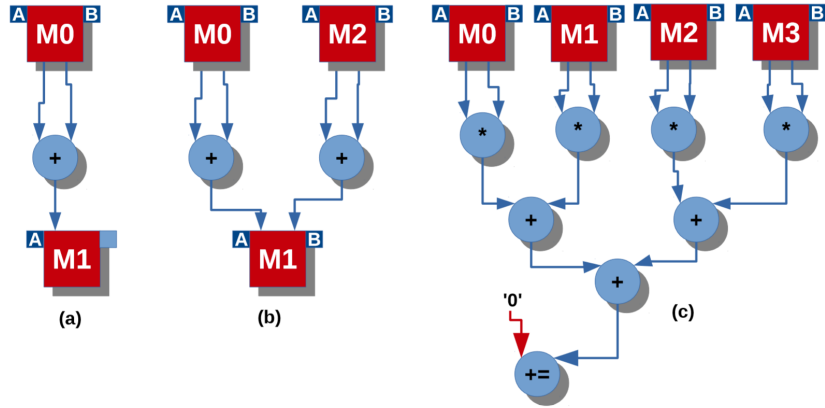 A M0 B
A M0 B
A M2 B
A M0 B
A M1 B
A M2 B
A M3 B
+
+
+
*
*
*
*
+
+
A M1
A M1 B
+
(a)
(b)
(c)
'0'
+=